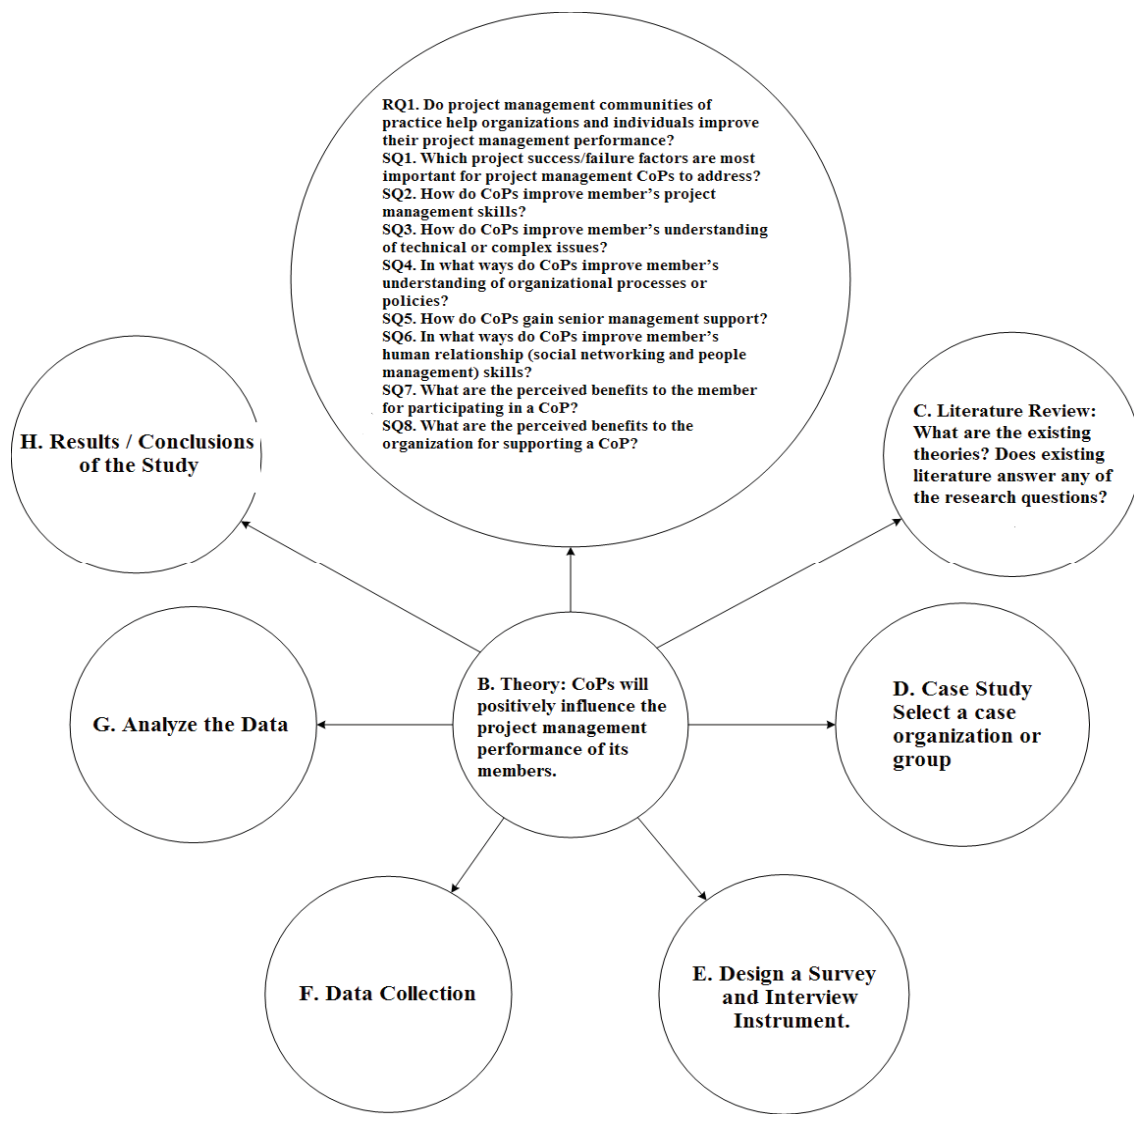 RQ1. Do project management communities of
practice help organizations and individuals improve
their project management performance?
SQ1. Which project success/failure factors are most
important for project management CoPs to address?
SQ2. How do CoPs improve member’s project
management skills?
SQ3. How do CoPs improve member’s understanding
of technical or complex issues?
SQ4. In what ways do CoPs improve member’s
understanding of organizational processes or
policies?
SQ5. How do CoPs gain senior management support?
SQ6. In what ways do CoPs improve member’s
human relationship (social networking and people
management) skills?
SQ7. What are the perceived benefits to the member
for participating in a CoP?
SQ8. What are the perceived benefits to the
organization for supporting a CoP?
B. Theory: CoPs will
positively influence the
project management
performance of its
members.
C. Literature Review:
What are the existing
theories? Does existing
literature answer any of
the research questions?
D. Case Study
Select a case
organization or
group
E. Design a Survey
and Interview
Instrument.
F. Data Collection
G. Analyze the Data
H. Results / Conclusions
of the Study